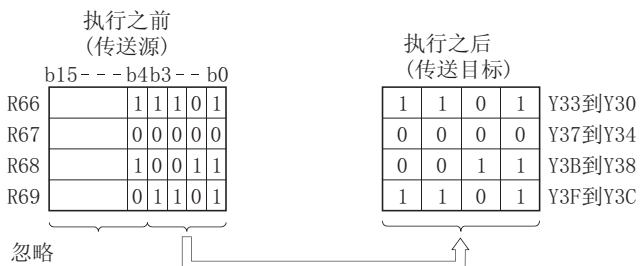 执行之前
(传送源)
执行之后
(传送目标)
b15---b4b3--b0
R66 1 1 1 0 1
R67 0 0 0 0 0
R68 1 0 0 1 1
R69 0 1 1 0 1
1 1 0 1 Y33到Y30
0 0 0 0 Y37到Y34
0 0 1 1 Y3B到Y38
1 1 0 1 Y3F到Y3C
忽略